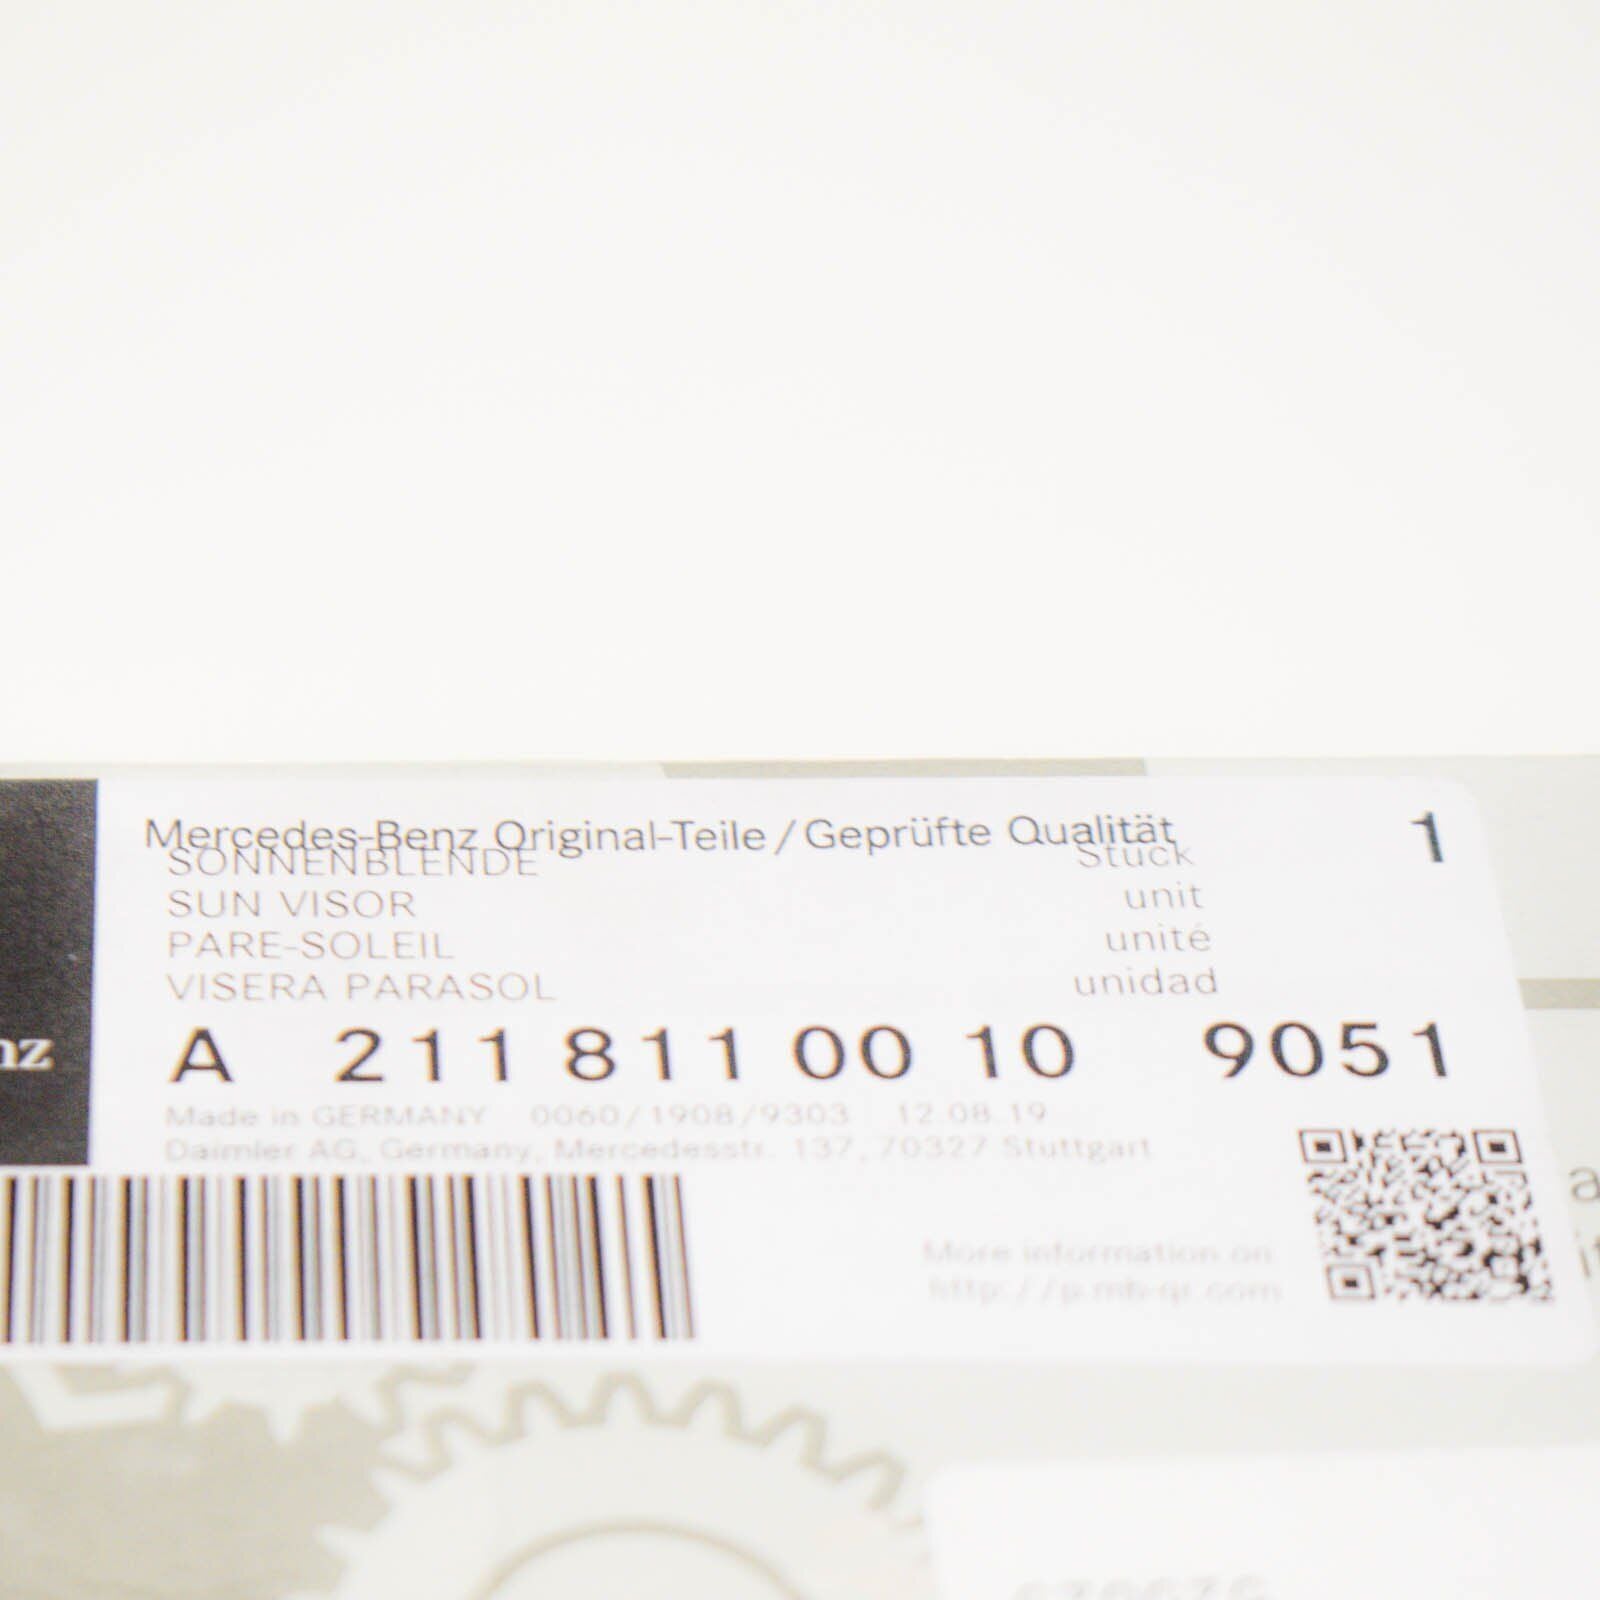 Mercedes-Benz Original-Teile / Geprüfte Qualität 1
SONNENBLENDE Stück
SUN VISOR unit
PARE-SOLEIL unité
VISERA PARASOL unidad
nz
A 211 811 00 10 9051
Made in GERMANY 0060/1908/9303 12.08.19
Daimler AG, Germany, Mercedesstr. 137, 70327 Stuttgart
More information on
http://p.mb-qr.com